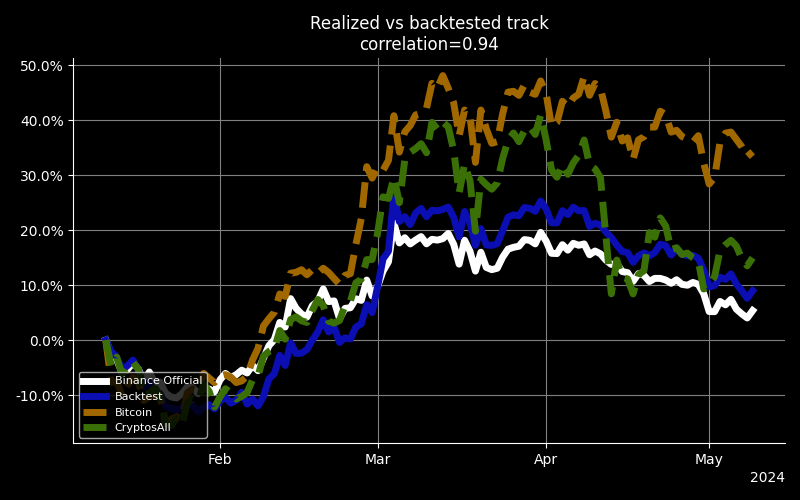 Realized vs backtested track
correlation=0.94
50.0%
40.0%
30.0%
20.0%
10.0%
0.0%
-10.0%
Binance Official
Backtest
Bitcoin
CryptosAll
Feb
Mar
Apr
May
2024